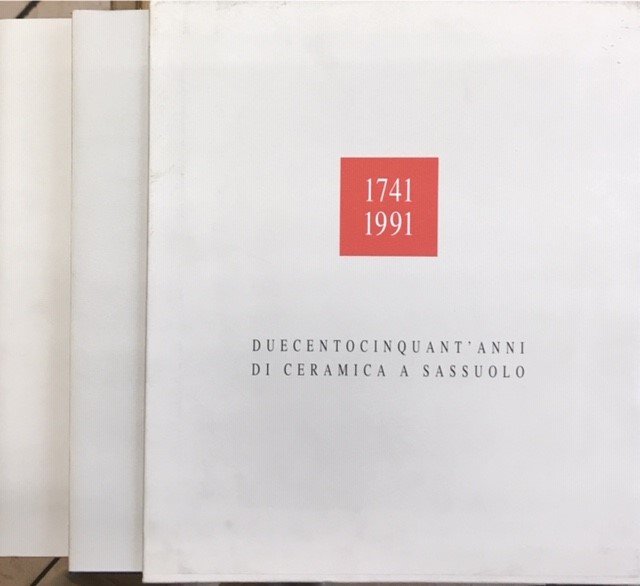 1741
1991
DUECENTOCINQUANT'ANNI
DI CERAMICA A SASSUOLO